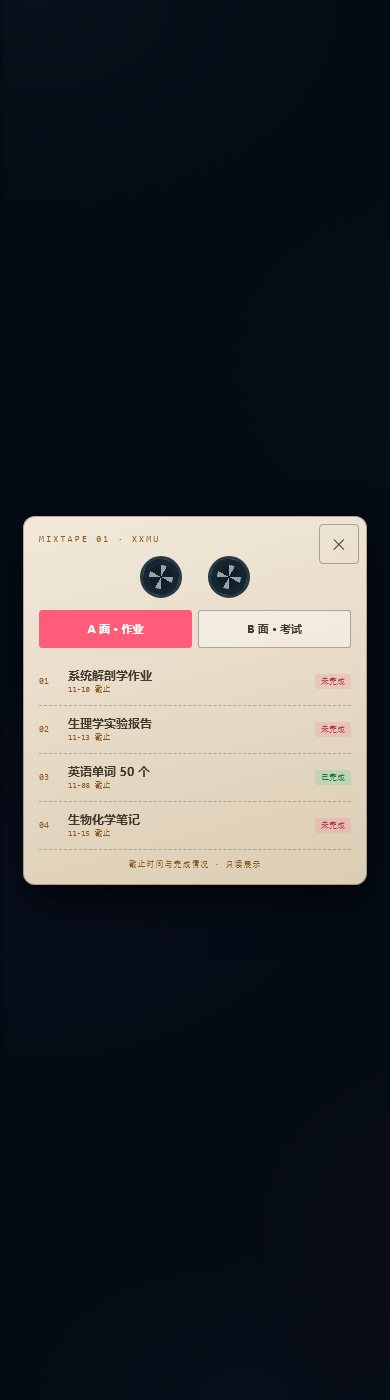 MIXTAPE 01 · XXMU
×
A 面 • 作业
B 面 • 考试
01 系统解剖学作业 未完成
11-10 截止
02 生理学实验报告 未完成
11-13 截止
03 英语单词 50 个 已完成
11-08 截止
04 生物化学笔记 未完成
11-15 截止
截止时间与完成情况 · 只读展示